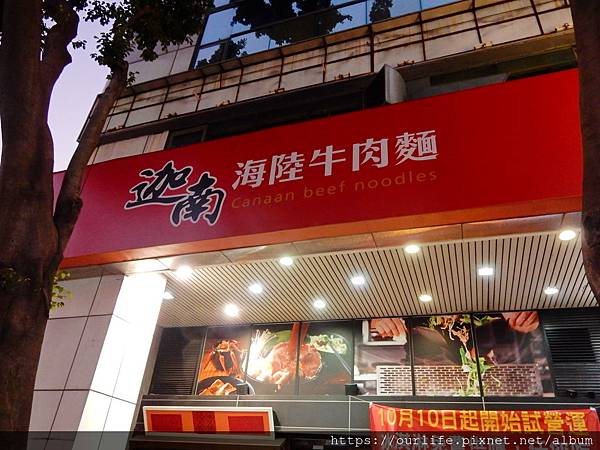 迦南
海陸牛肉麵
Canaan beef noodles
10月10日起開始試營運
https://ourlife.pixnet.net/album